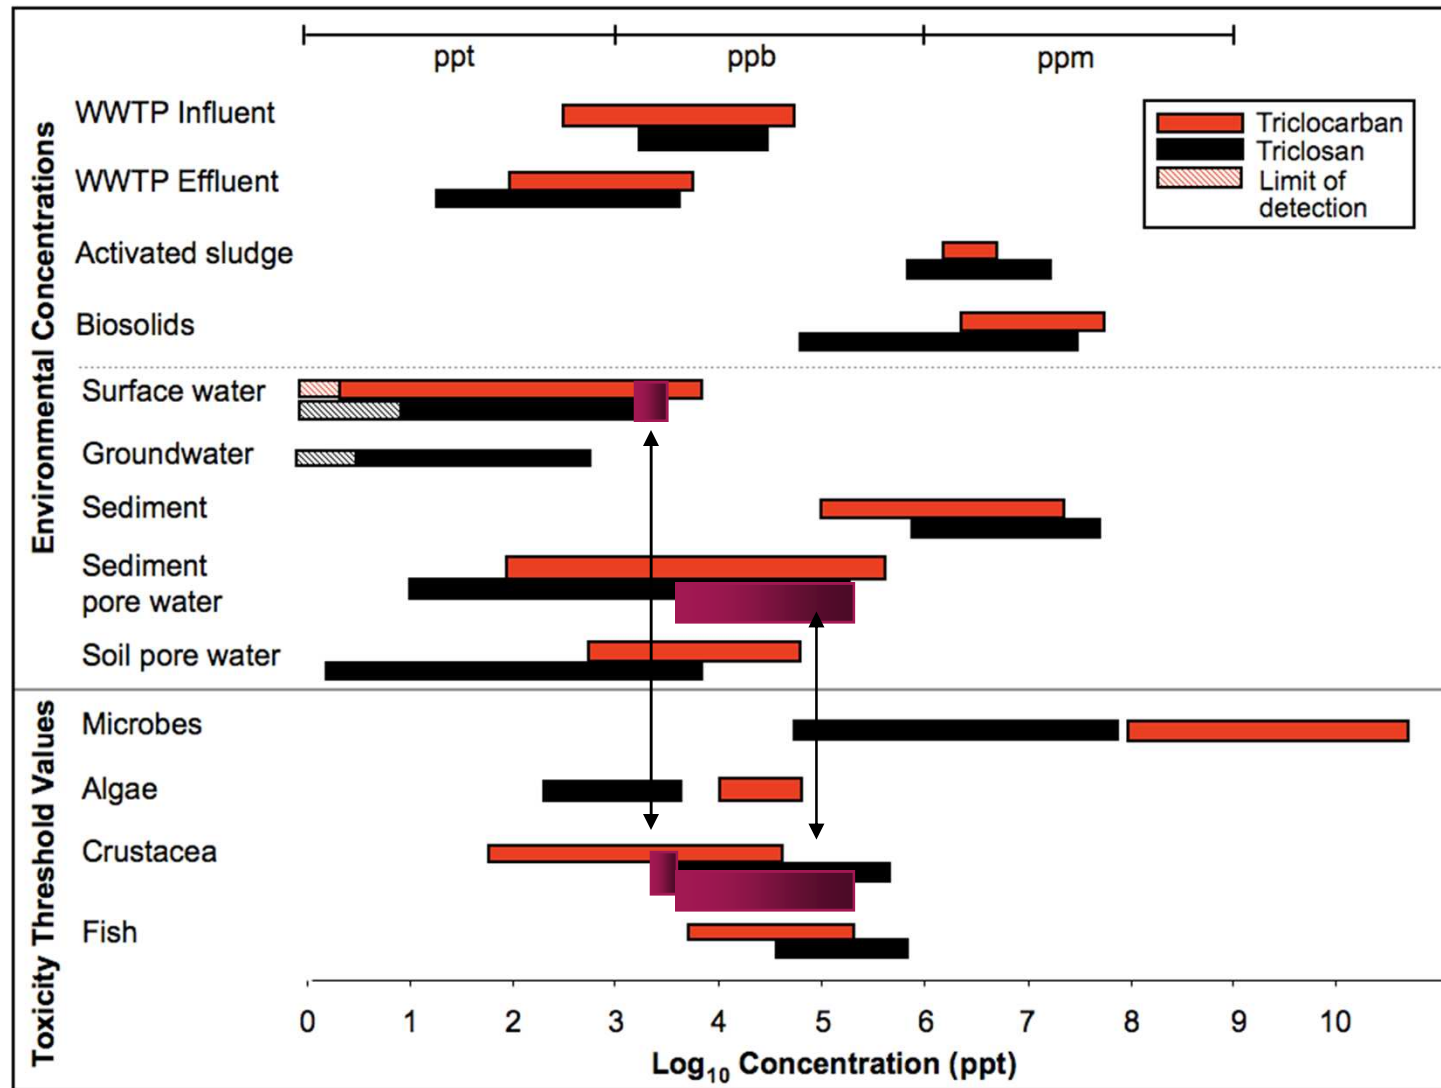 ppt ppb ppm
WWTP Influent
WWTP Effluent
Activated sludge
Biosolids
Surface water
Groundwater
Sediment
Sediment
pore water
Soil pore water
Environmental Concentrations
Triclocarban
Triclosan
Limit of
detection
Microbes
Algae
Crustacea
Fish
Toxicity Threshold Values
0 1 2 3 4 5 6 7 8 9 10
Log10 Concentration (ppt)